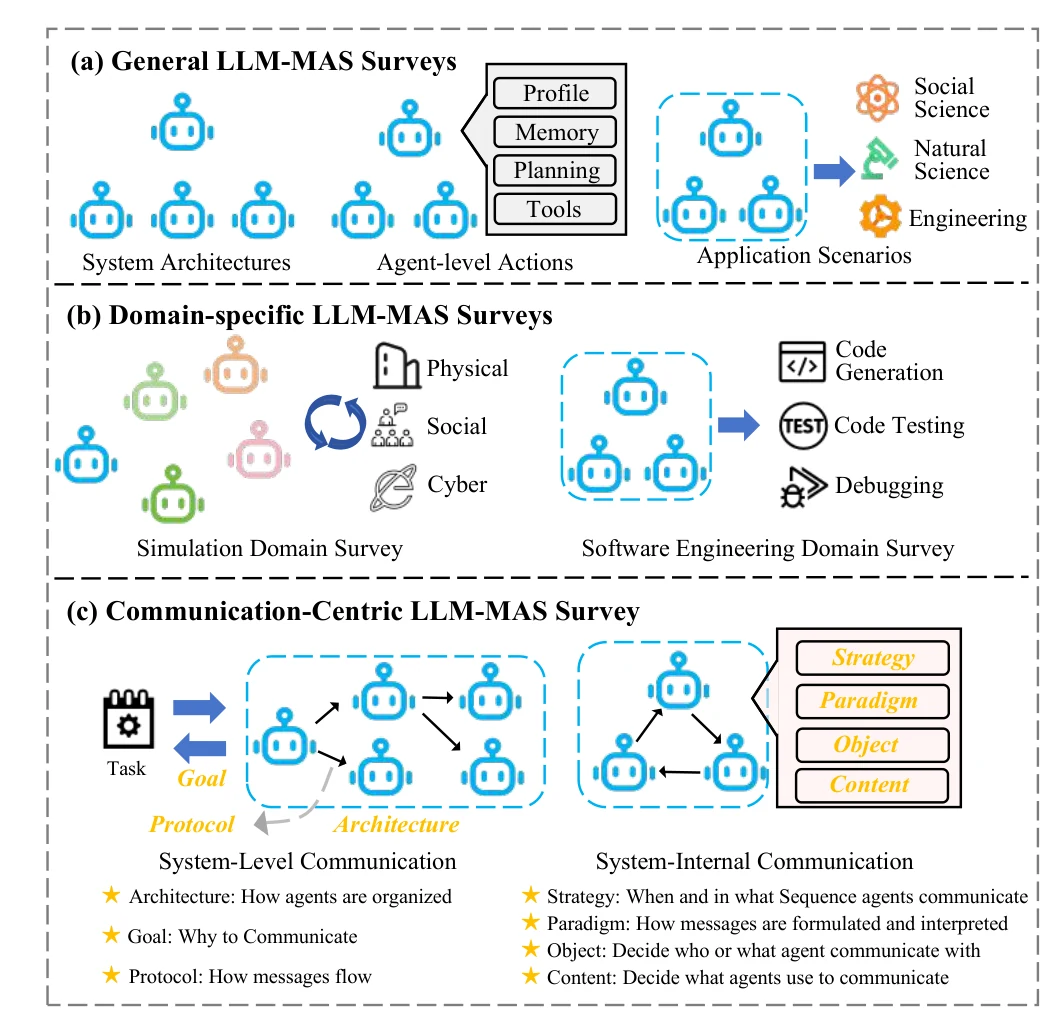 (a) General LLM-MAS Surveys
Profile
Memory
Planning
Tools
Social
Science
Natural
Science
Engineering
System Architectures
Agent-level Actions
Application Scenarios
(b) Domain-specific LLM-MAS Surveys
Physical
Social
Cyber
Code
Generation
TEST
Code Testing
Debugging
Simulation Domain Survey
Software Engineering Domain Survey
(c) Communication-Centric LLM-MAS Survey
Task
Goal
Protocol
Architecture
Strategy
Paradigm
Object
Content
System-Level Communication
Architecture: How agents are organized
Goal: Why to Communicate
Protocol: How messages flow
System-Internal Communication
Strategy: When and in what Sequence agents communicate
Paradigm: How messages are formulated and interpreted
Object: Decide who or what agent communicate with
Content: Decide what agents use to communicate